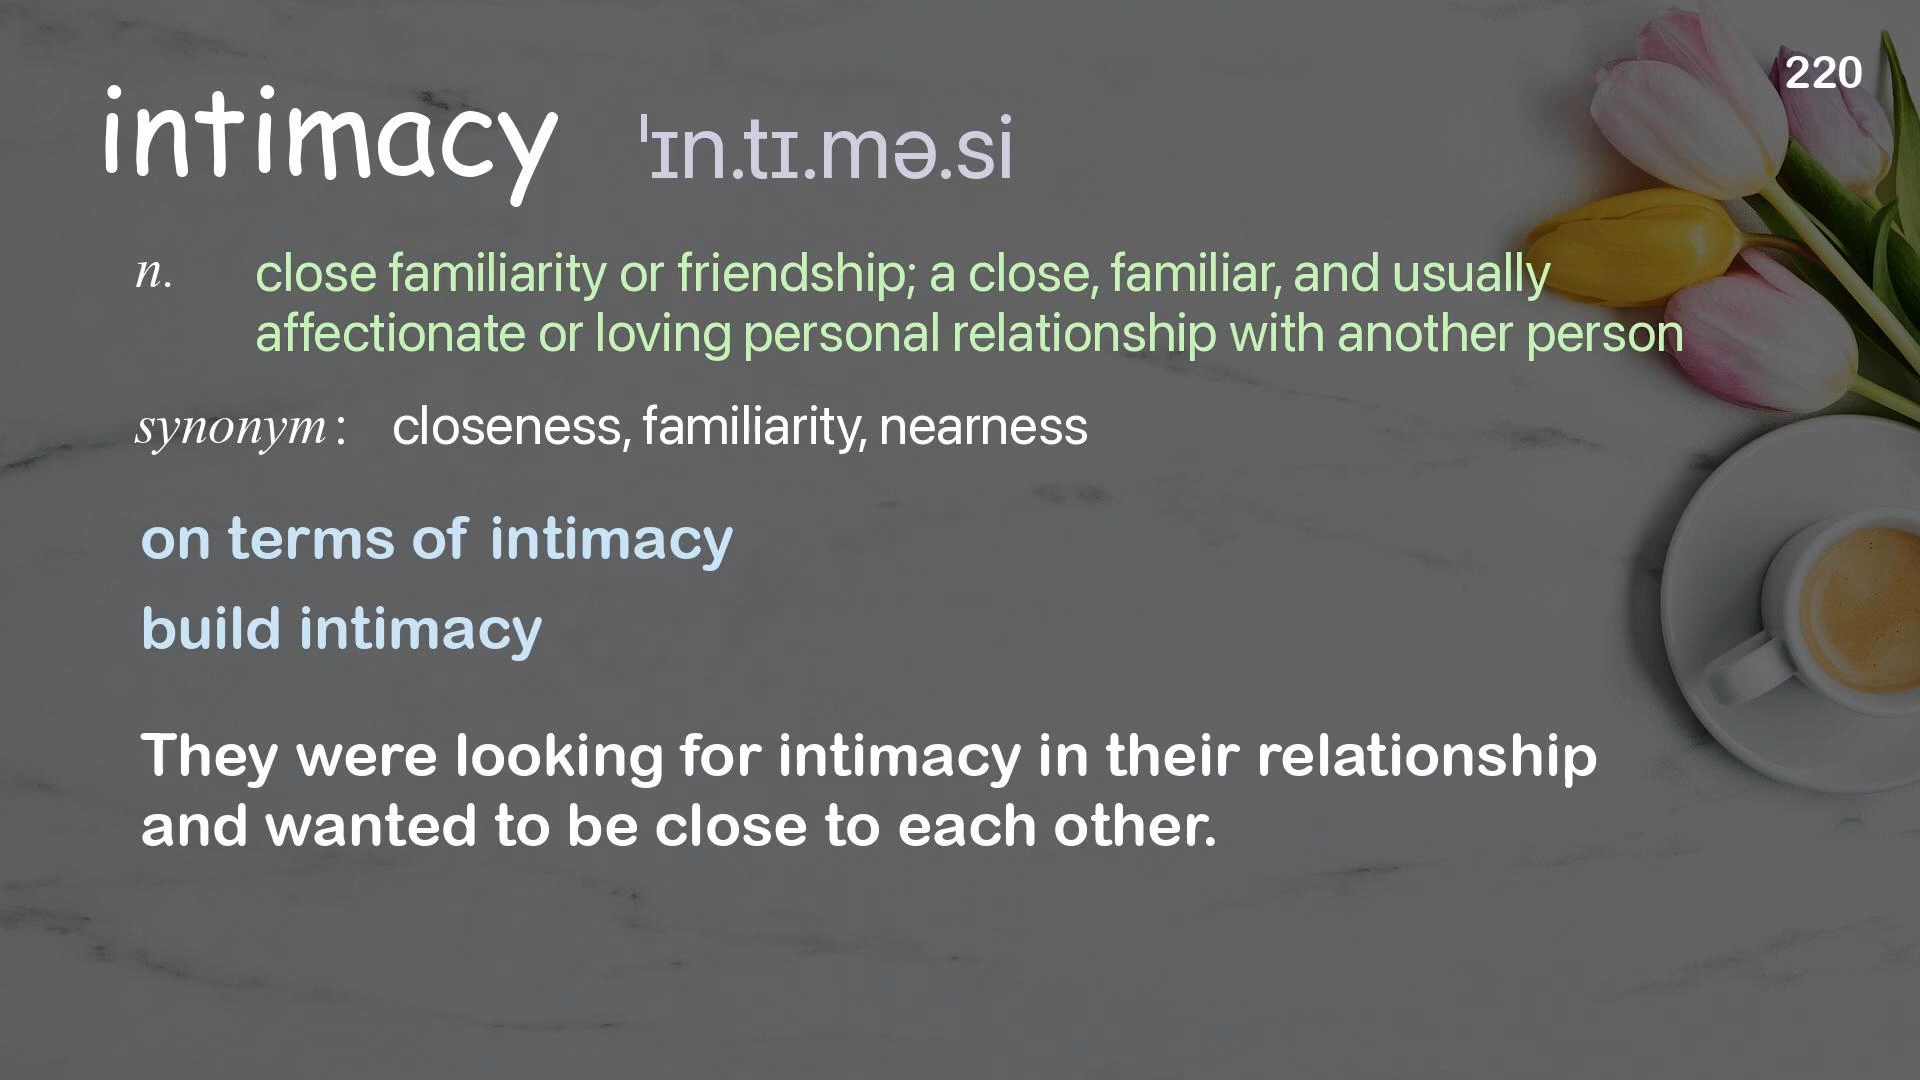 220
intimacy ˈɪn.tɪ.mə.si
n. close familiarity or friendship; a close, familiar, and usually
affectionate or loving personal relationship with another person
synonym : closeness, familiarity, nearness
on terms of intimacy
build intimacy
They were looking for intimacy in their relationship
and wanted to be close to each other.